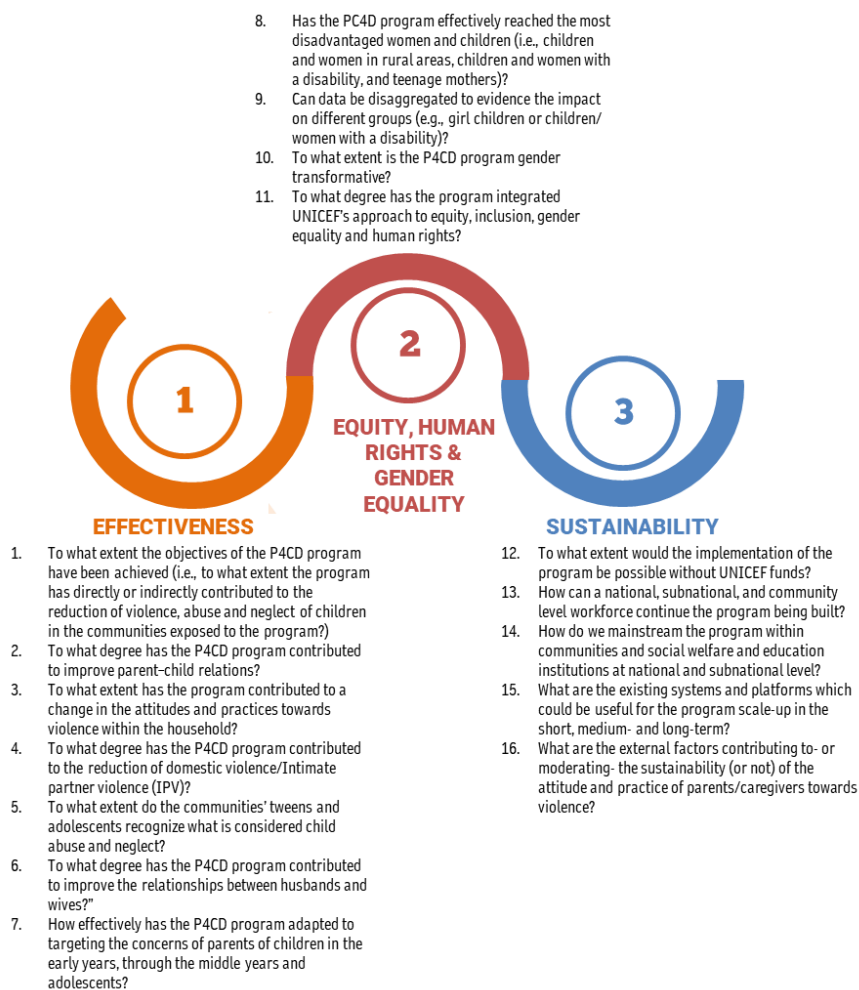 8. Has the PC4D program effectively reached the most
disadvantaged women and children (i.e., children
and women in rural areas, children and women with
a disability, and teenage mothers)?
9. Can data be disaggregated to evidence the impact
on different groups (e.g., girl children or children/
women with a disability)?
10. To what extent is the P4CD program gender
transformative?
11. To what degree has the program integrated
UNICEF's approach to equity, inclusion, gender
equality and human rights?
1
2
3
EQUITY, HUMAN
RIGHTS &
GENDER
EQUALITY
EFFECTIVENESS
1. To what extent the objectives of the P4CD program
have been achieved (i.e., to what extent the program
has directly or indirectly contributed to the
reduction of violence, abuse and neglect of children
in the communities exposed to the program?)
2. To what degree has the P4CD program contributed
to improve parent–child relations?
3. To what extent has the program contributed to a
change in the attitudes and practices towards
violence within the household?
4. To what degree has the P4CD program contributed
to the reduction of domestic violence/Intimate
partner violence (IPV)?
5. To what extent do the communities' tweens and
adolescents recognize what is considered child
abuse and neglect?
6. To what degree has the P4CD program contributed
to improve the relationships between husbands and
wives?"
7. How effectively has the P4CD program adapted to
targeting the concerns of parents of children in the
early years, through the middle years and
adolescents?
SUSTAINABILITY
12. To what extent would the implementation of the
program be possible without UNICEF funds?
13. How can a national, subnational, and community
level workforce continue the program being built?
14. How do we mainstream the program within
communities and social welfare and education
institutions at national and subnational level?
15. What are the existing systems and platforms which
could be useful for the program scale-up in the
short, medium- and long-term?
16. What are the external factors contributing to- or
moderating- the sustainability (or not) of the
attitude and practice of parents/caregivers towards
violence?